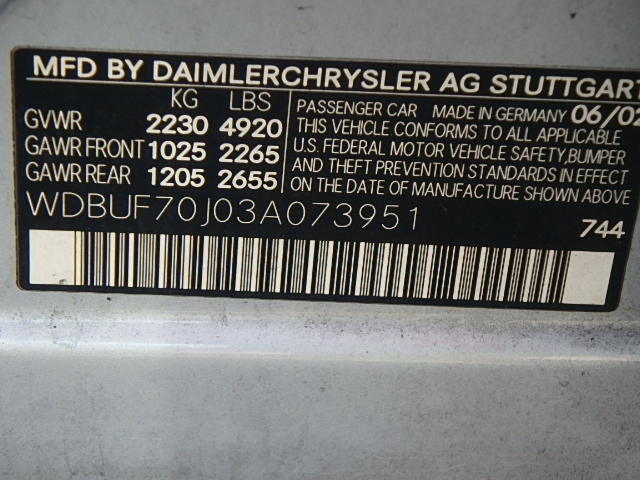 MFD BY DAIMLERCHRYSLER AG STUTTGART
KG LBS
GVWR 2230 4920
GAWR FRONT 1025 2265
GAWR REAR 1205 2655
PASSENGER CAR MADE IN GERMANY 06/02
THIS VEHICLE CONFORMS TO ALL APPLICABLE
U.S. FEDERAL MOTOR VEHICLE SAFETY, BUMPER
AND THEFT PREVENTION STANDARDS IN EFFECT
ON THE DATE OF MANUFACTURE SHOWN ABOVE
WDBUF70J03A073951
744